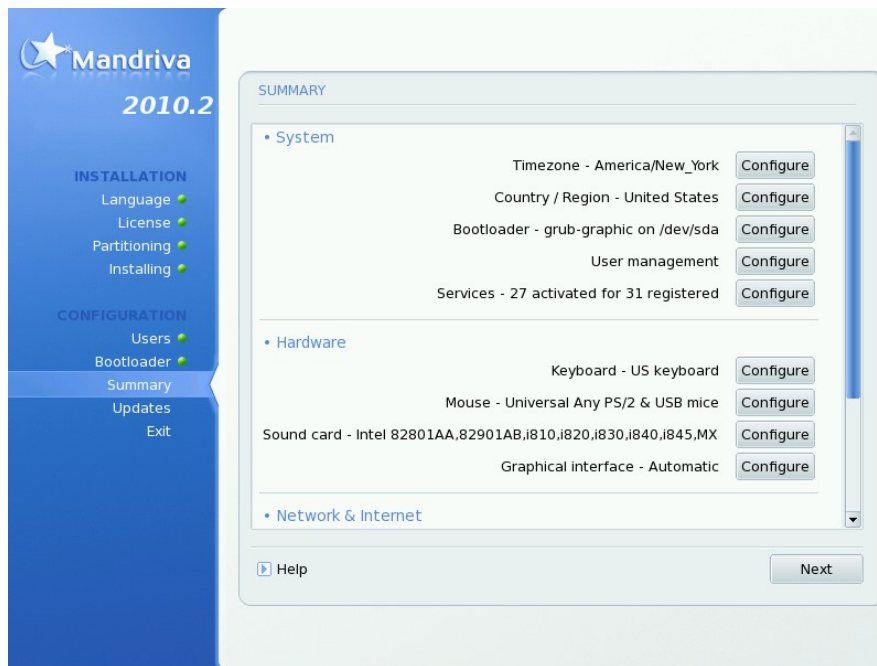 Mandriva
2010.2
INSTALLATION
Language
License
Partitioning
Installing
CONFIGURATION
Users
Bootloader
Summary
Updates
Exit
SUMMARY
• System
Timezone - America/New_York Configure
Country / Region - United States Configure
Bootloader - grub-graphic on /dev/sda Configure
User management Configure
Services - 27 activated for 31 registered Configure
• Hardware
Keyboard - US keyboard Configure
Mouse - Universal Any PS/2 & USB mice Configure
Sound card - Intel 82801AA,82901AB,i810,i820,i830,i840,i845,MX Configure
Graphical interface - Automatic Configure
• Network & Internet
Help Next